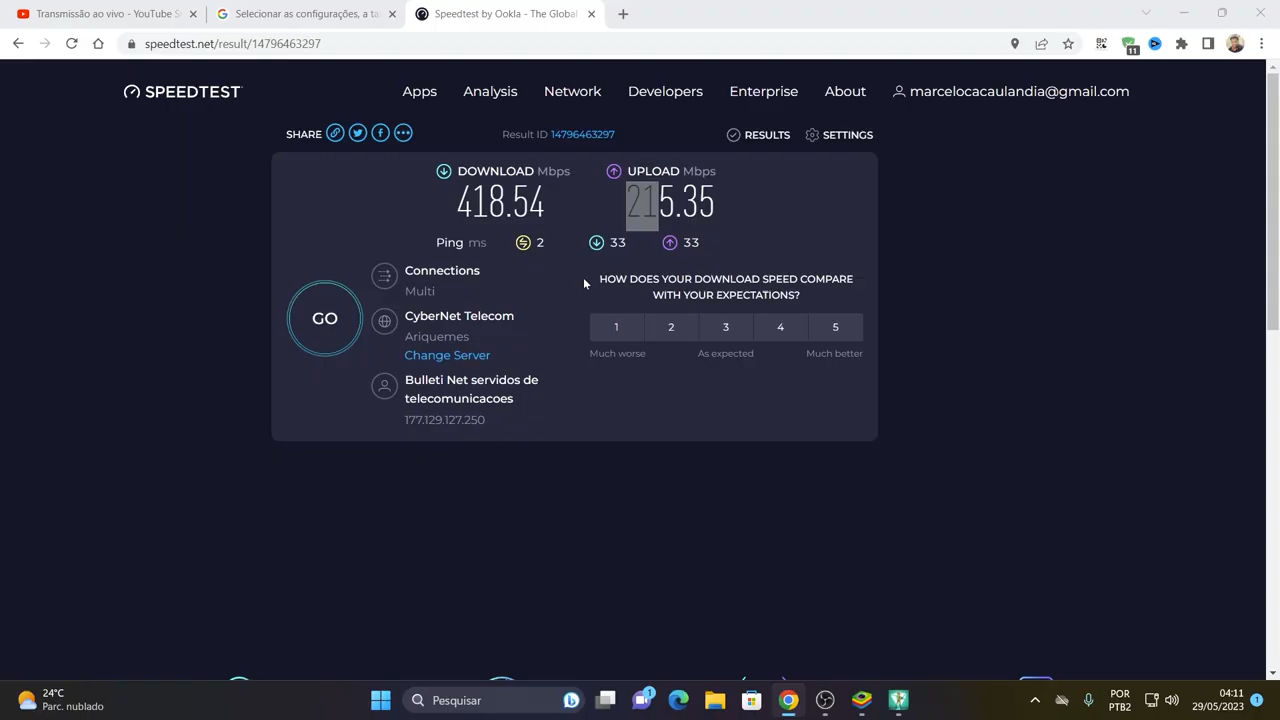 Transmissão ao vivo - YouTube S
Selecionar as configurações, a ta
Speedtest by Ookla - The Global
speedtest.net/result/14796463297
11
SPEEDTEST
Apps
Analysis
Network
Developers
Enterprise
About
marcelocacaulandia@gmail.com
SHARE
Result ID 14796463297
RESULTS
SETTINGS
DOWNLOAD Mbps
UPLOAD Mbps
418.54
215.35
Ping ms
2
33
33
Connections
Multi
GO
CyberNet Telecom
Ariquemes
Change Server
Bulleti Net servidos de
telecomunicacoes
177.129.127.250
HOW DOES YOUR DOWNLOAD SPEED COMPARE
WITH YOUR EXPECTATIONS?
1 2 3 4 5
Much worse As expected Much better
24°C
Parc. nublado
Pesquisar
1
POR
PTB2
04:11
29/05/2023
1